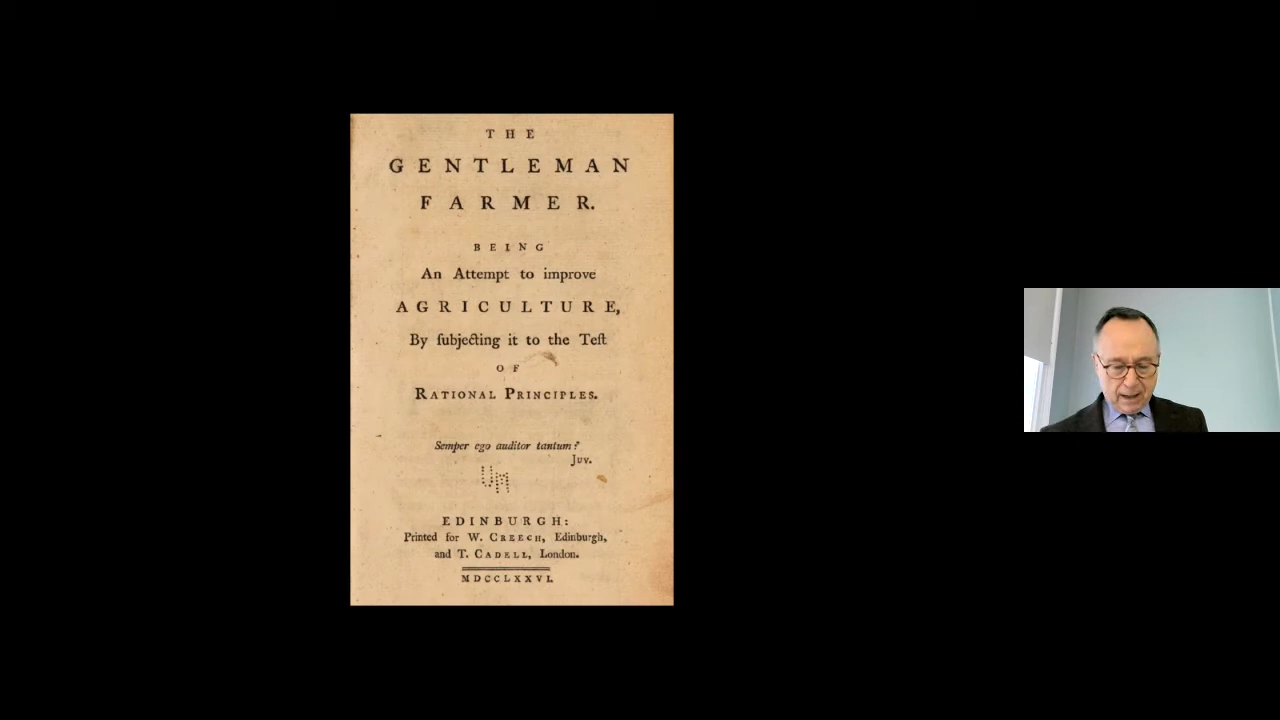 THE
GENTLEMAN
FARMER.
BEING
An Attempt to improve
AGRICULTURE,
By ſubjecting it to the Teſt
OF
RATIONAL PRINCIPLES.
Semper ego auditor tantum?
JUV.
UM
EDINBURGH:
Printed for W. CREECH, Edinburgh,
and T. CADELL, London.
MDCCLXXVI.